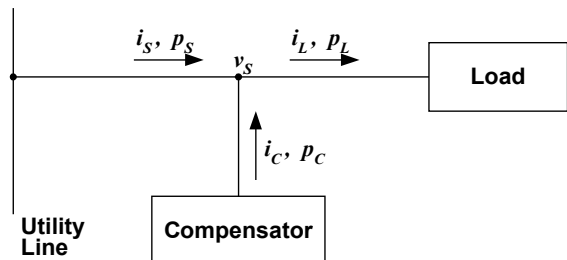 i_S, p_S
i_L, p_L
v_S
Load
i_C, p_C
Compensator
Utility
Line